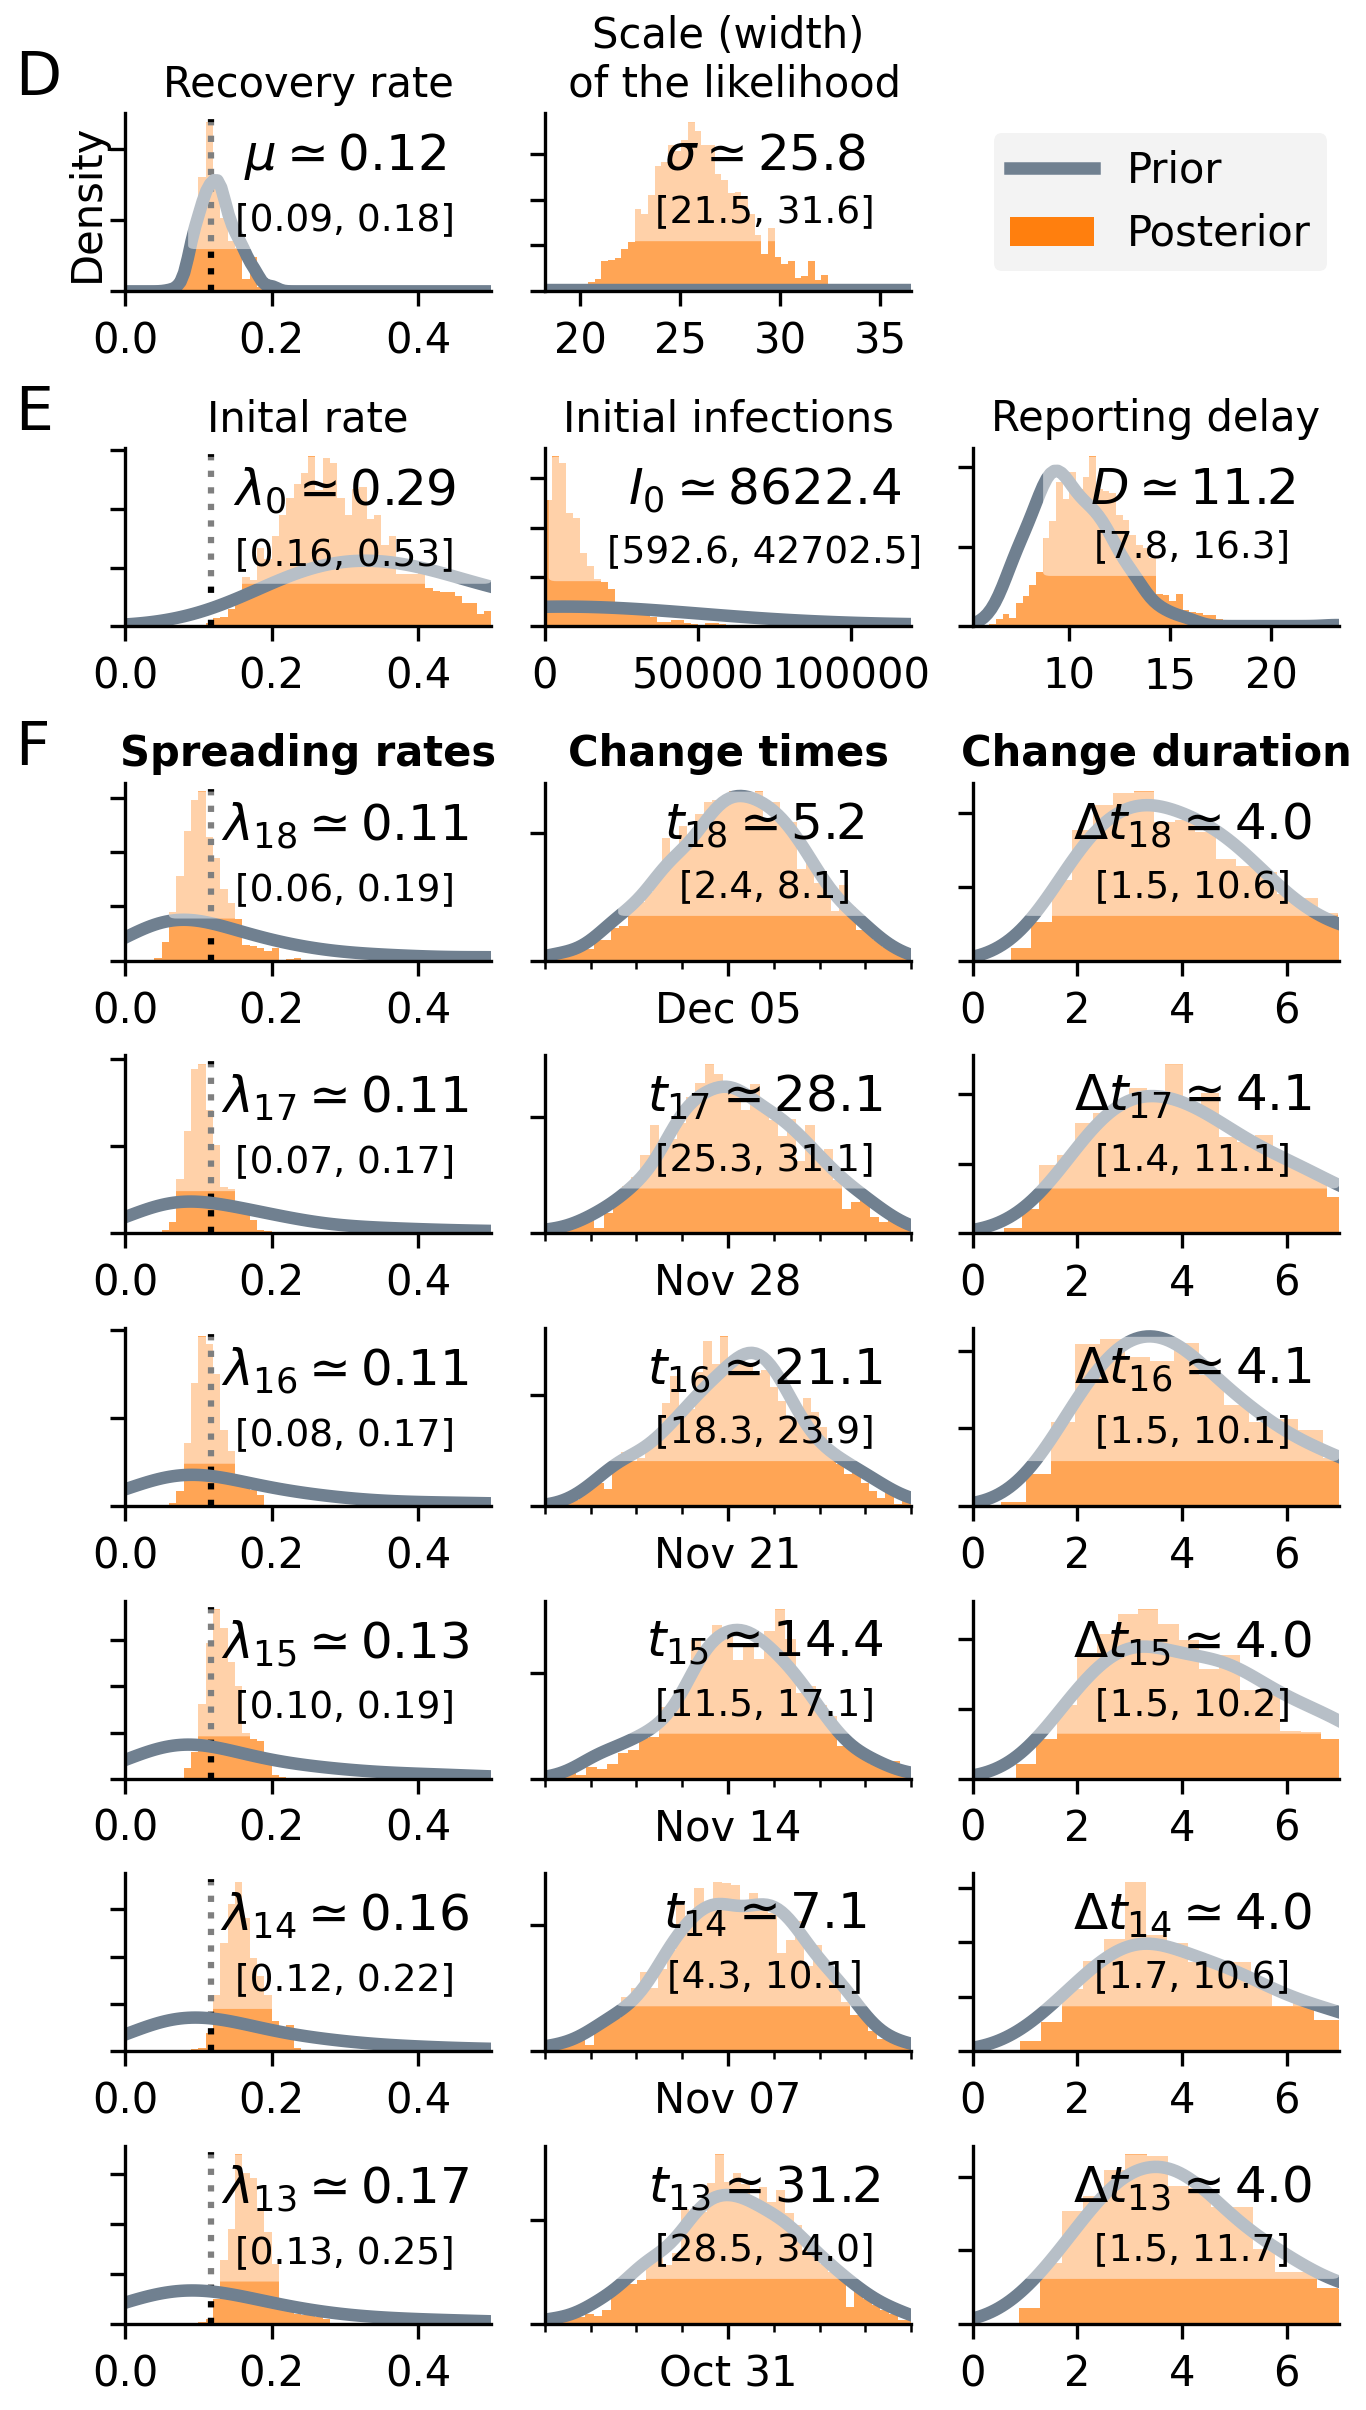 D
Recovery rate
Scale (width)
of the likelihood
Density
μ ≃ 0.12
[0.09, 0.18]
σ ≃ 25.8
[21.5, 31.6]
Prior
Posterior
0.0 0.2 0.4
20 25 30 35
E
Inital rate
Initial infections
Reporting delay
λ₀ ≃ 0.29
[0.16, 0.53]
I₀ ≃ 8622.4
[592.6, 42702.5]
D ≃ 11.2
[7.8, 16.3]
0.0 0.2 0.4
0 50000 100000
10 15 20
F
Spreading rates
Change times
Change duration
λ₁₈ ≃ 0.11
[0.06, 0.19]
t₁₈ ≃ 5.2
[2.4, 8.1]
Δt₁₈ ≃ 4.0
[1.5, 10.6]
0.0 0.2 0.4
Dec 05
0 2 4 6
λ₁₇ ≃ 0.11
[0.07, 0.17]
t₁₇ ≃ 28.1
[25.3, 31.1]
Δt₁₇ ≃ 4.1
[1.4, 11.1]
0.0 0.2 0.4
Nov 28
0 2 4 6
λ₁₆ ≃ 0.11
[0.08, 0.17]
t₁₆ ≃ 21.1
[18.3, 23.9]
Δt₁₆ ≃ 4.1
[1.5, 10.1]
0.0 0.2 0.4
Nov 21
0 2 4 6
λ₁₅ ≃ 0.13
[0.10, 0.19]
t₁₅ ≃ 14.4
[11.5, 17.1]
Δt₁₅ ≃ 4.0
[1.5, 10.2]
0.0 0.2 0.4
Nov 14
0 2 4 6
λ₁₄ ≃ 0.16
[0.12, 0.22]
t₁₄ ≃ 7.1
[4.3, 10.1]
Δt₁₄ ≃ 4.0
[1.7, 10.6]
0.0 0.2 0.4
Nov 07
0 2 4 6
λ₁₃ ≃ 0.17
[0.13, 0.25]
t₁₃ ≃ 31.2
[28.5, 34.0]
Δt₁₃ ≃ 4.0
[1.5, 11.7]
0.0 0.2 0.4
Oct 31
0 2 4 6